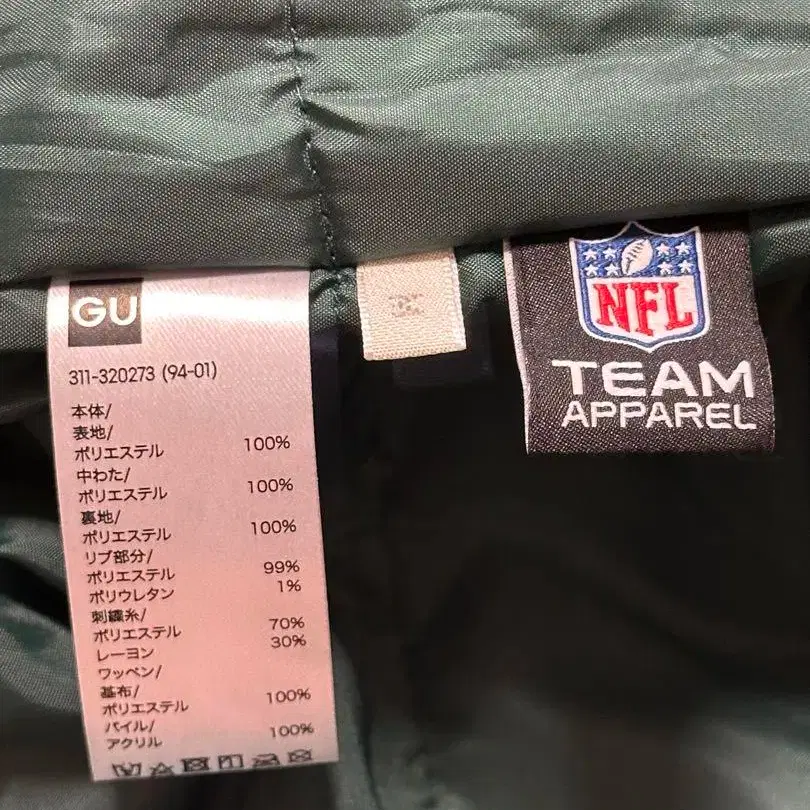 GU
311-320273 (94-01)
本体/
表地/
ポリエステル 100%
中わた/
ポリエステル 100%
裏地/
ポリエステル 100%
リブ部分/
ポリエステル 99%
ポリウレタン 1%
刺繍糸/
ポリエステル 70%
レーヨン 30%
ワッペン/
基布/
ポリエステル 100%
パイル/
アクリル 100%
NFL
TEAM
APPAREL